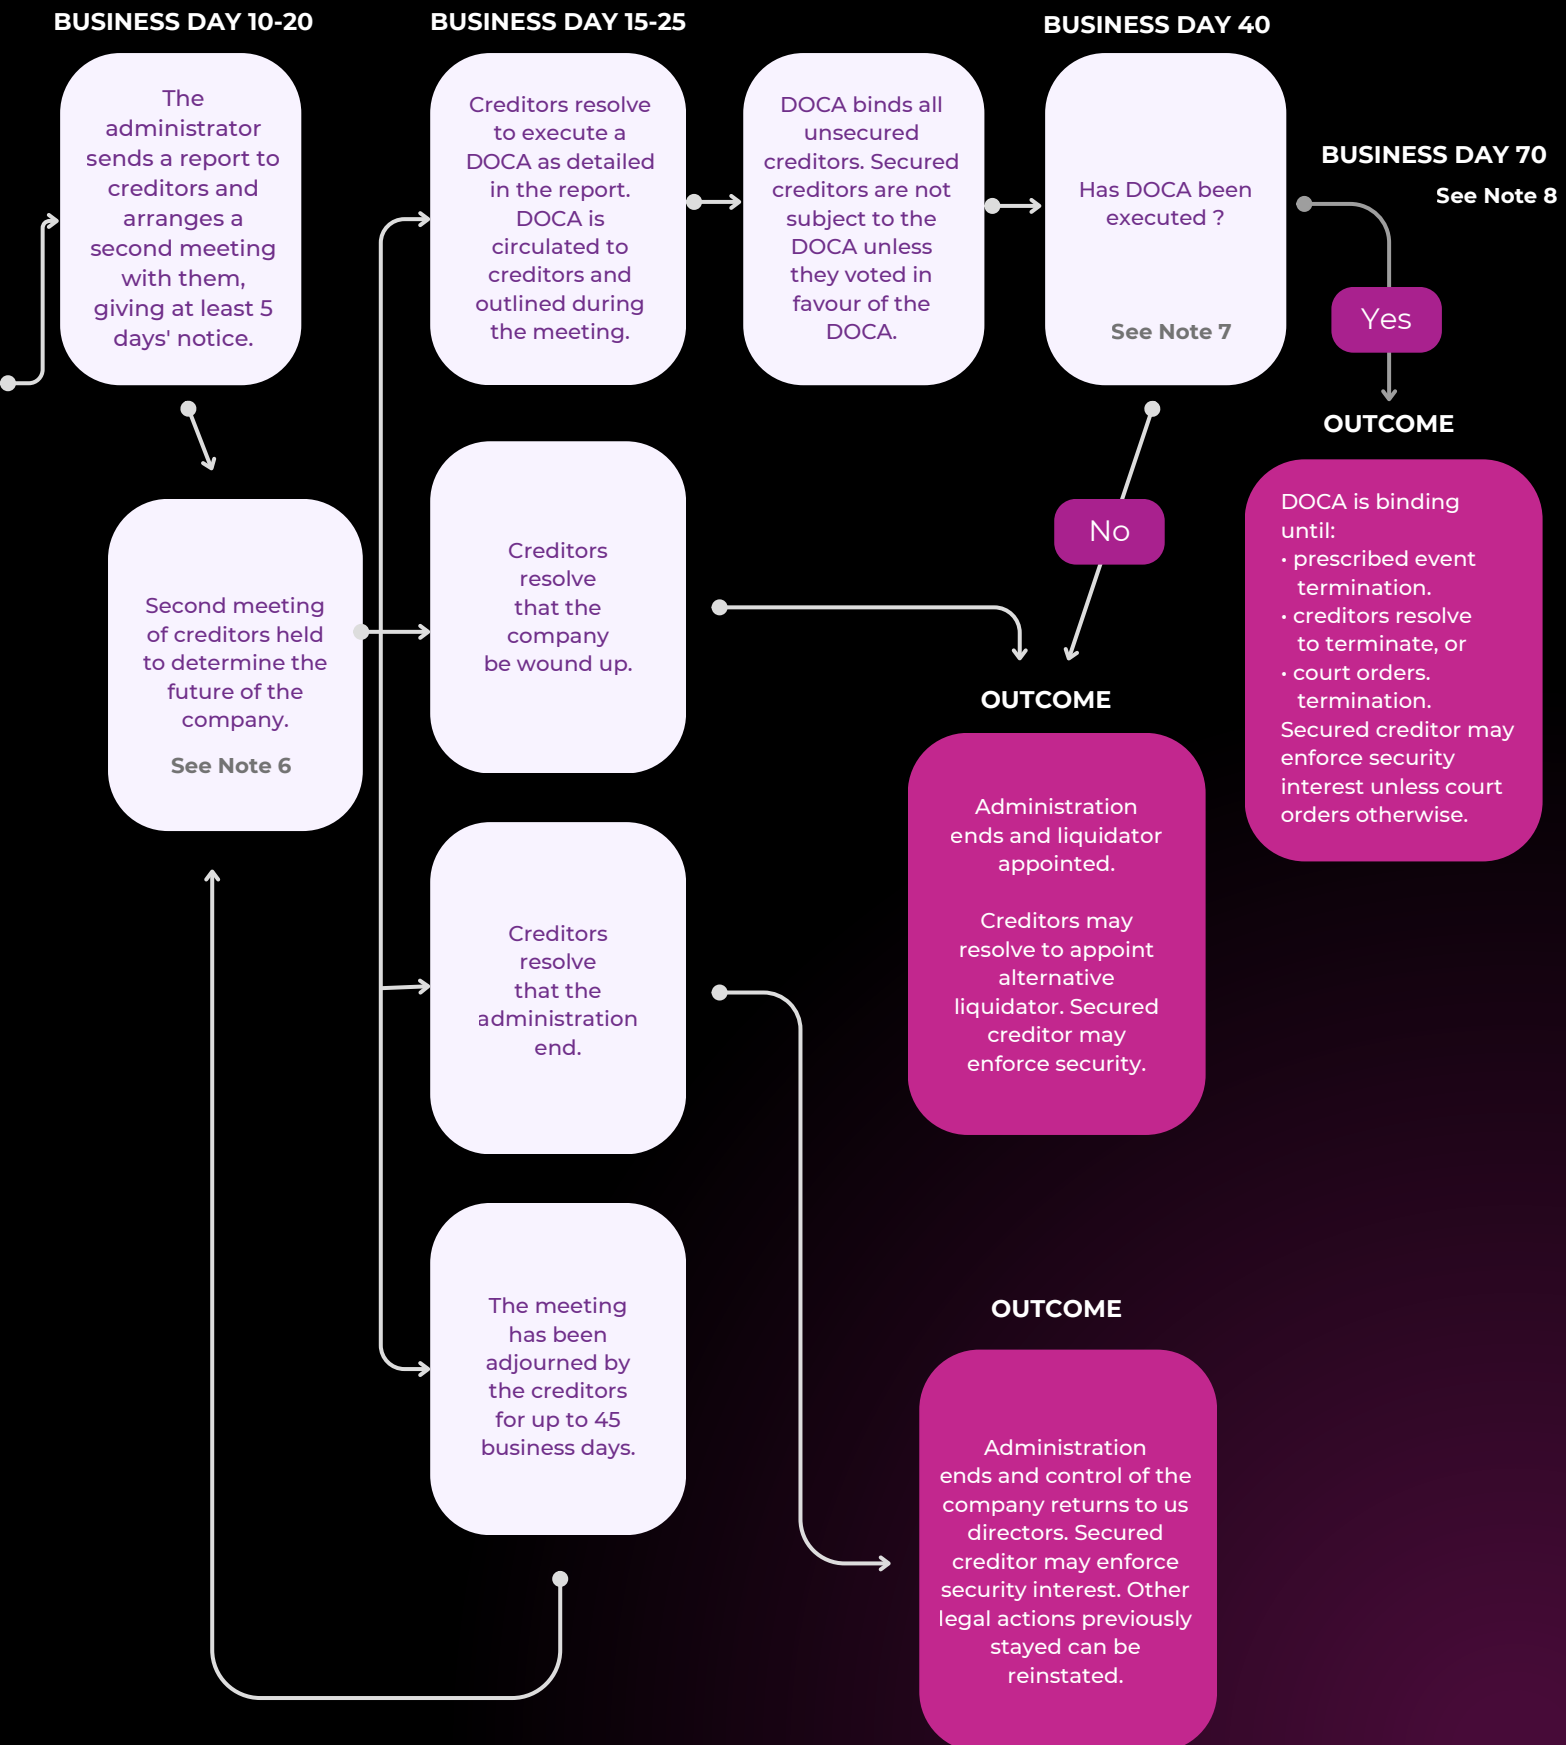 BUSINESS DAY 10-20
The
administrator
sends a report to
creditors and
arranges a
second meeting
with them,
giving at least 5
days' notice.
Second meeting
of creditors held
to determine the
future of the
company.
See Note 6
BUSINESS DAY 15-25
Creditors resolve
to execute a
DOCA as detailed
in the report.
DOCA is
circulated to
creditors and
outlined during
the meeting.
DOCA binds all
unsecured
creditors. Secured
creditors are not
subject to the
DOCA unless
they voted in
favour of the
DOCA.
BUSINESS DAY 40
Has DOCA been
executed ?
See Note 7
BUSINESS DAY 70
See Note 8
Yes
OUTCOME
DOCA is binding
until:
• prescribed event
termination.
• creditors resolve
to terminate, or
• court orders.
termination.
Secured creditor may
enforce security
interest unless court
orders otherwise.
Creditors
resolve
that the
company
be wound up.
No
OUTCOME
Administration
ends and liquidator
appointed.
Creditors may
resolve to appoint
alternative
liquidator. Secured
creditor may
enforce security.
Creditors
resolve
that the
administration
end.
The meeting
has been
adjourned by
the creditors
for up to 45
business days.
OUTCOME
Administration
ends and control of the
company returns to us
directors. Secured
creditor may enforce
security interest. Other
legal actions previously
stayed can be
reinstated.